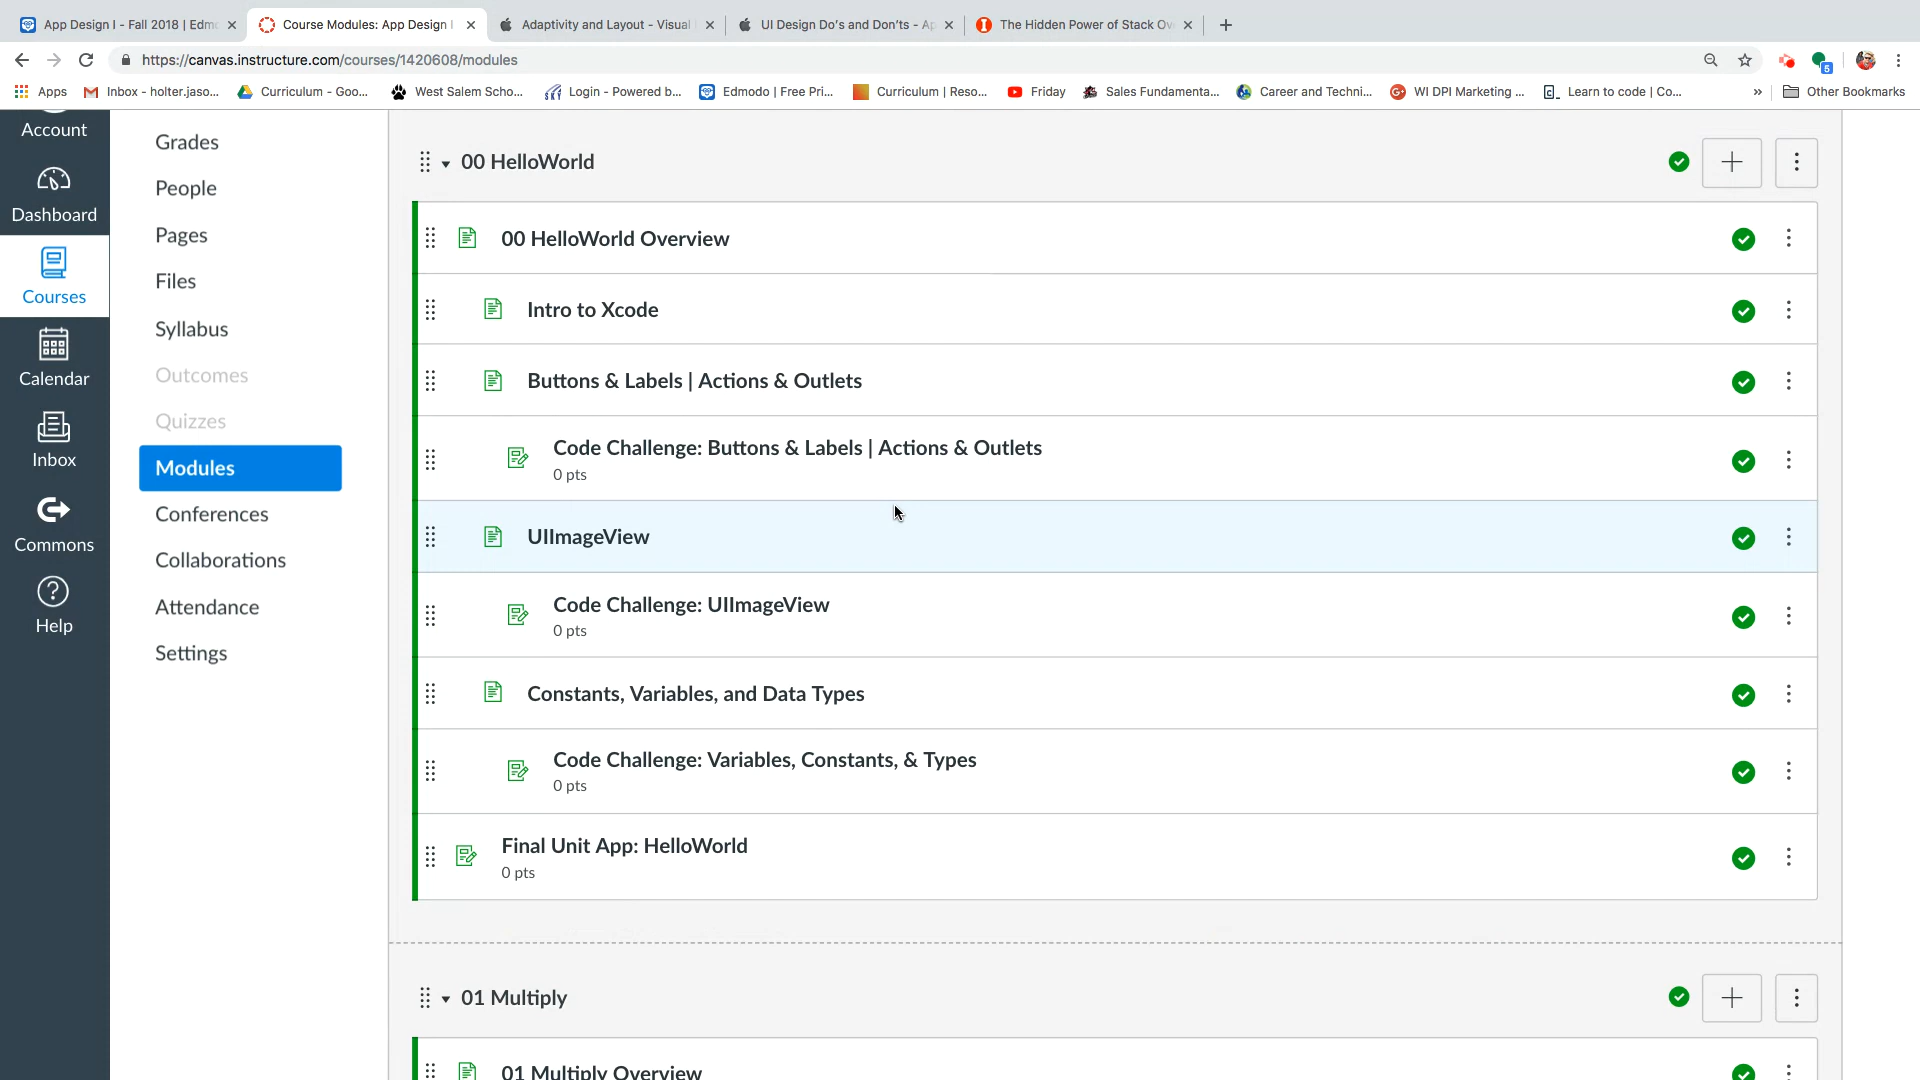 App Design I - Fall 2018 | Edmo
Course Modules: App Design I
Adaptivity and Layout - Visual
UI Design Do's and Don'ts - Ap
The Hidden Power of Stack Ov
https://canvas.instructure.com/courses/1420608/modules
5
Apps
Inbox - holter.jaso...
Curriculum - Goo...
West Salem Scho...
Login - Powered b...
Edmodo | Free Pri...
Curriculum | Reso...
Friday
Sales Fundamenta...
Career and Techni...
WI DPI Marketing ...
Learn to code | Co...
»
Other Bookmarks
Account
Dashboard
Courses
Calendar
Inbox
Commons
Help
Grades
People
Pages
Files
Syllabus
Outcomes
Quizzes
Modules
Conferences
Collaborations
Attendance
Settings
00 HelloWorld
00 HelloWorld Overview
Intro to Xcode
Buttons & Labels | Actions & Outlets
Code Challenge: Buttons & Labels | Actions & Outlets
0 pts
UIImageView
Code Challenge: UIImageView
0 pts
Constants, Variables, and Data Types
Code Challenge: Variables, Constants, & Types
0 pts
Final Unit App: HelloWorld
0 pts
01 Multiply
01 Multiply Overview